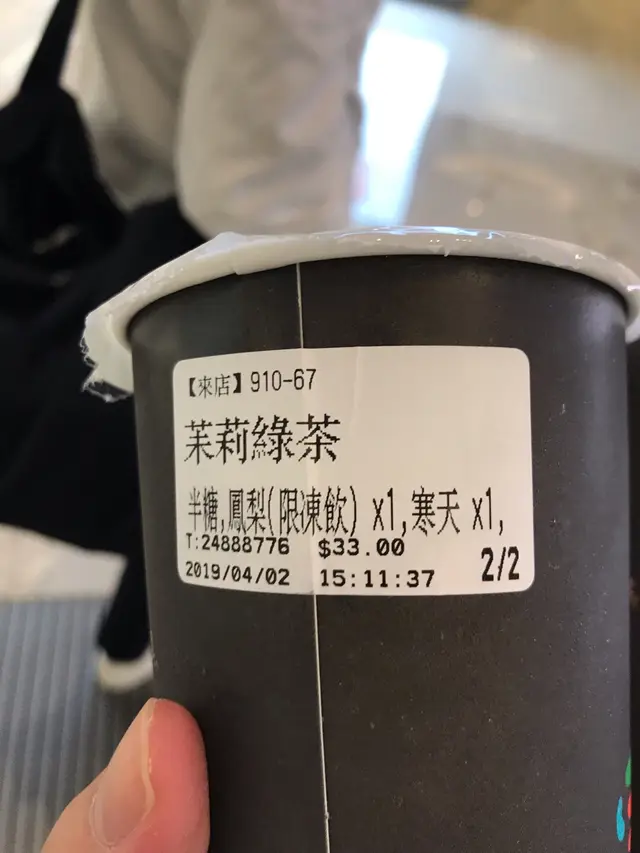 【來店】910-67
茉莉綠茶
半糖,鳳梨(限凍飲) x1,寒天 x1,
T:24888776 $33.00
2019/04/02 15:11:37 2/2